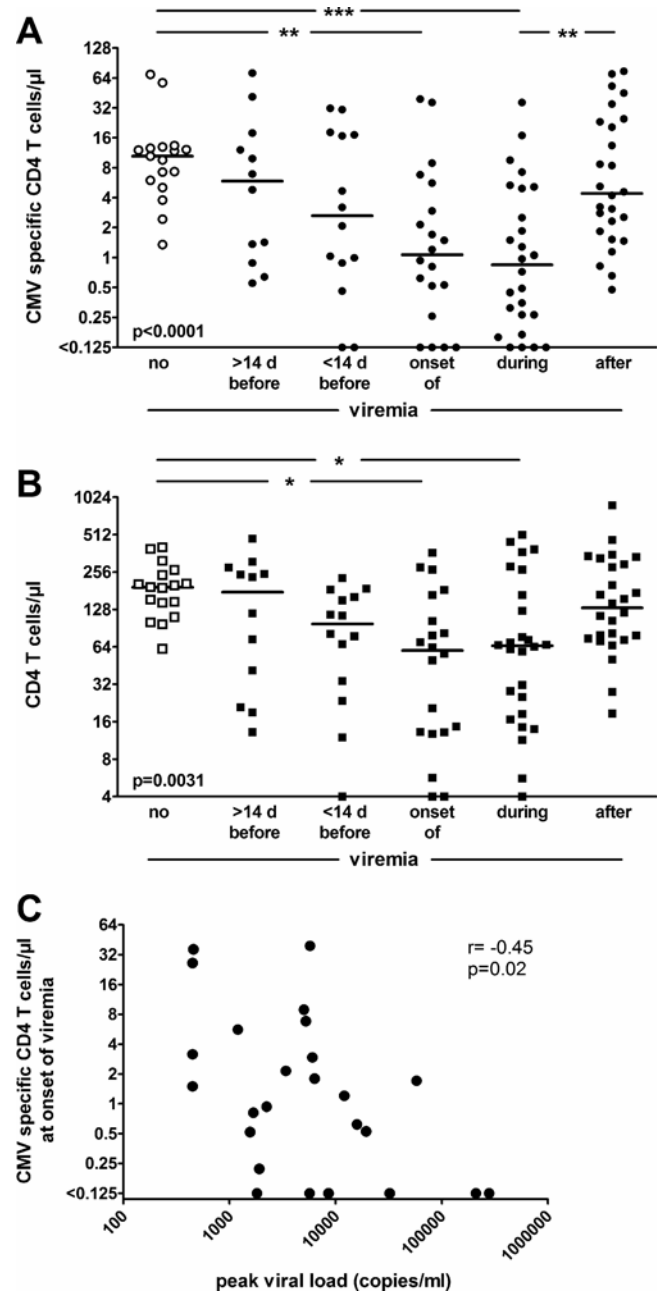 ***
A
**
**
CMV specific CD4 T cells/µl
128
64
32
16
8
4
2
1
0.5
0.25
<0.125
p<0.0001
no
>14 d before
<14 d before
onset of
during
after
viremia
B
*
*
CD4 T cells/µl
1024
512
256
128
64
32
16
8
4
p=0.0031
no
>14 d before
<14 d before
onset of
during
after
viremia
C
CMV specific CD4 T cells/µl
at onset of viremia
64
32
16
8
4
2
1
0.5
0.25
<0.125
r= -0.45
p=0.02
100
1000
10000
100000
1000000
peak viral load (copies/ml)